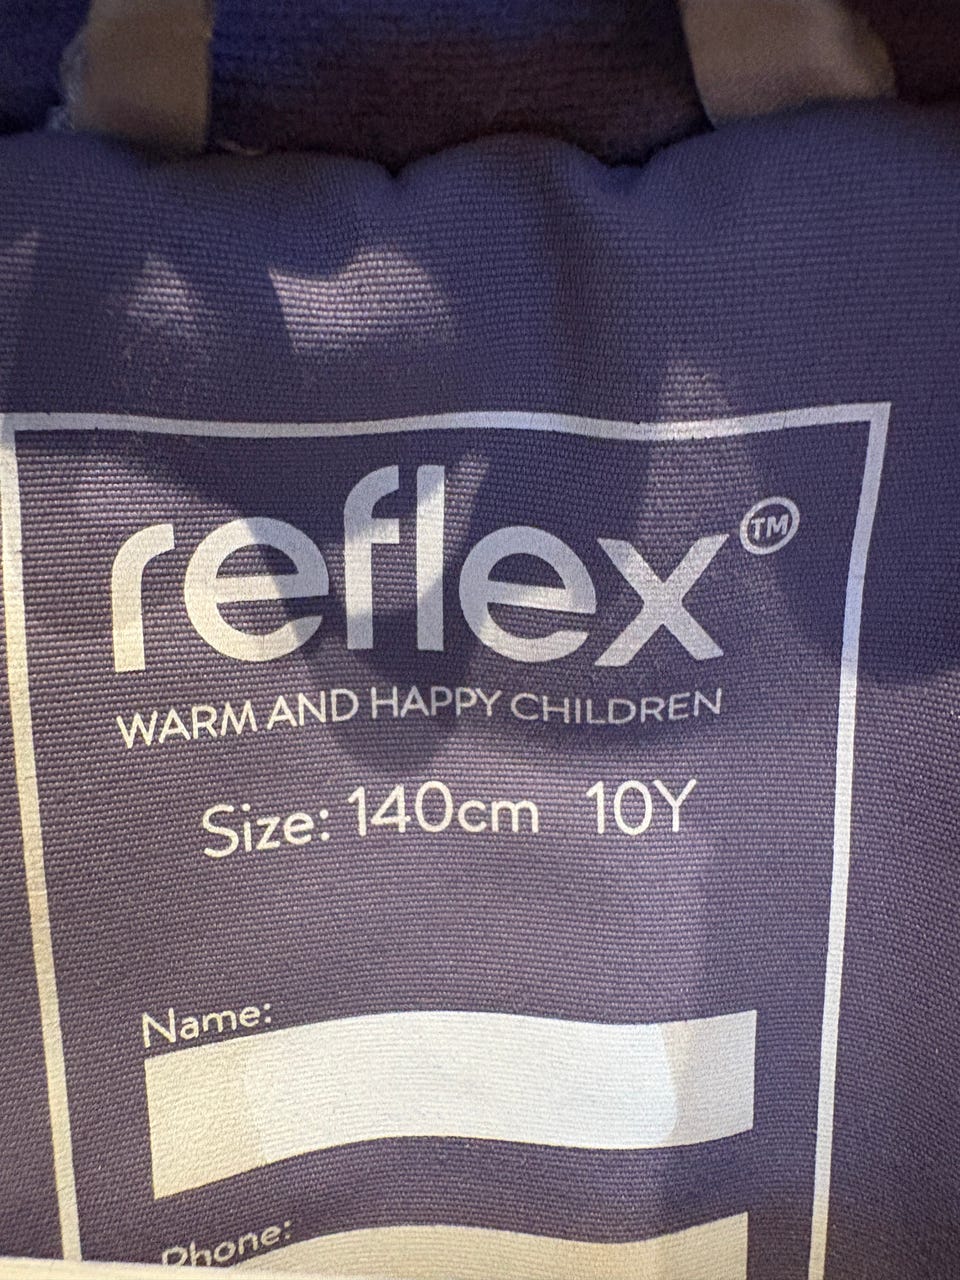 reflex™
WARM AND HAPPY CHILDREN
Size: 140cm 10Y
Name:
Phone: